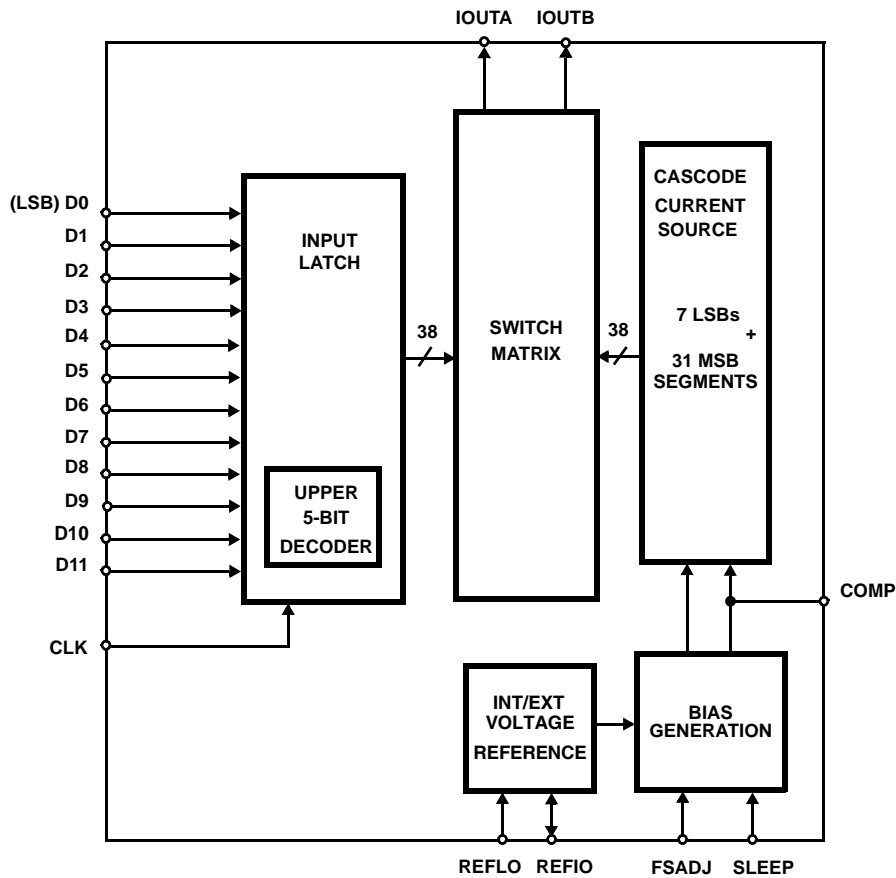 IOUTA IOUTB
(LSB) D0
D1
D2
D3
D4
D5
D6
D7
D8
D9
D10
D11
CLK
INPUT
LATCH
UPPER
5-BIT
DECODER
38
SWITCH
MATRIX
38
CASCODE
CURRENT
SOURCE
7 LSBs
+
31 MSB
SEGMENTS
COMP
INT/EXT
VOLTAGE
REFERENCE
BIAS
GENERATION
REFLO REFIO FSADJ SLEEP